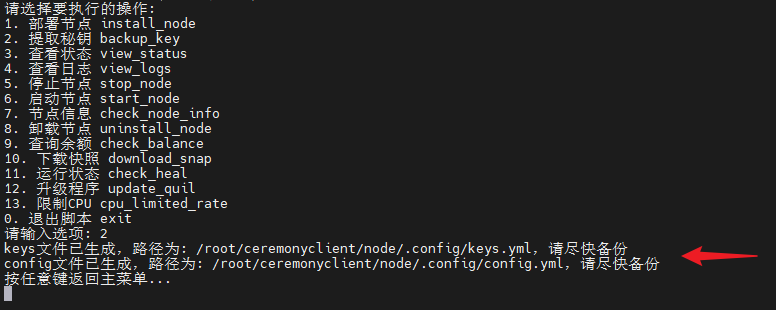 请选择要执行的操作:
1. 部署节点 install_node
2. 提取秘钥 backup_key
3. 查看状态 view_status
4. 查看日志 view_logs
5. 停止节点 stop_node
6. 启动节点 start_node
7. 节点信息 check_node_info
8. 卸载节点 uninstall_node
9. 查询余额 check_balance
10. 下载快照 download_snap
11. 运行状态 check_heal
12. 升级程序 update_quil
13. 限制CPU cpu_limited_rate
0. 退出脚本 exit
请输入选项: 2
keys文件已生成，路径为: /root/ceremonyclient/node/.config/keys.yml，请尽快备份
config文件已生成，路径为: /root/ceremonyclient/node/.config/config.yml，请尽快备份
按任意键返回主菜单...